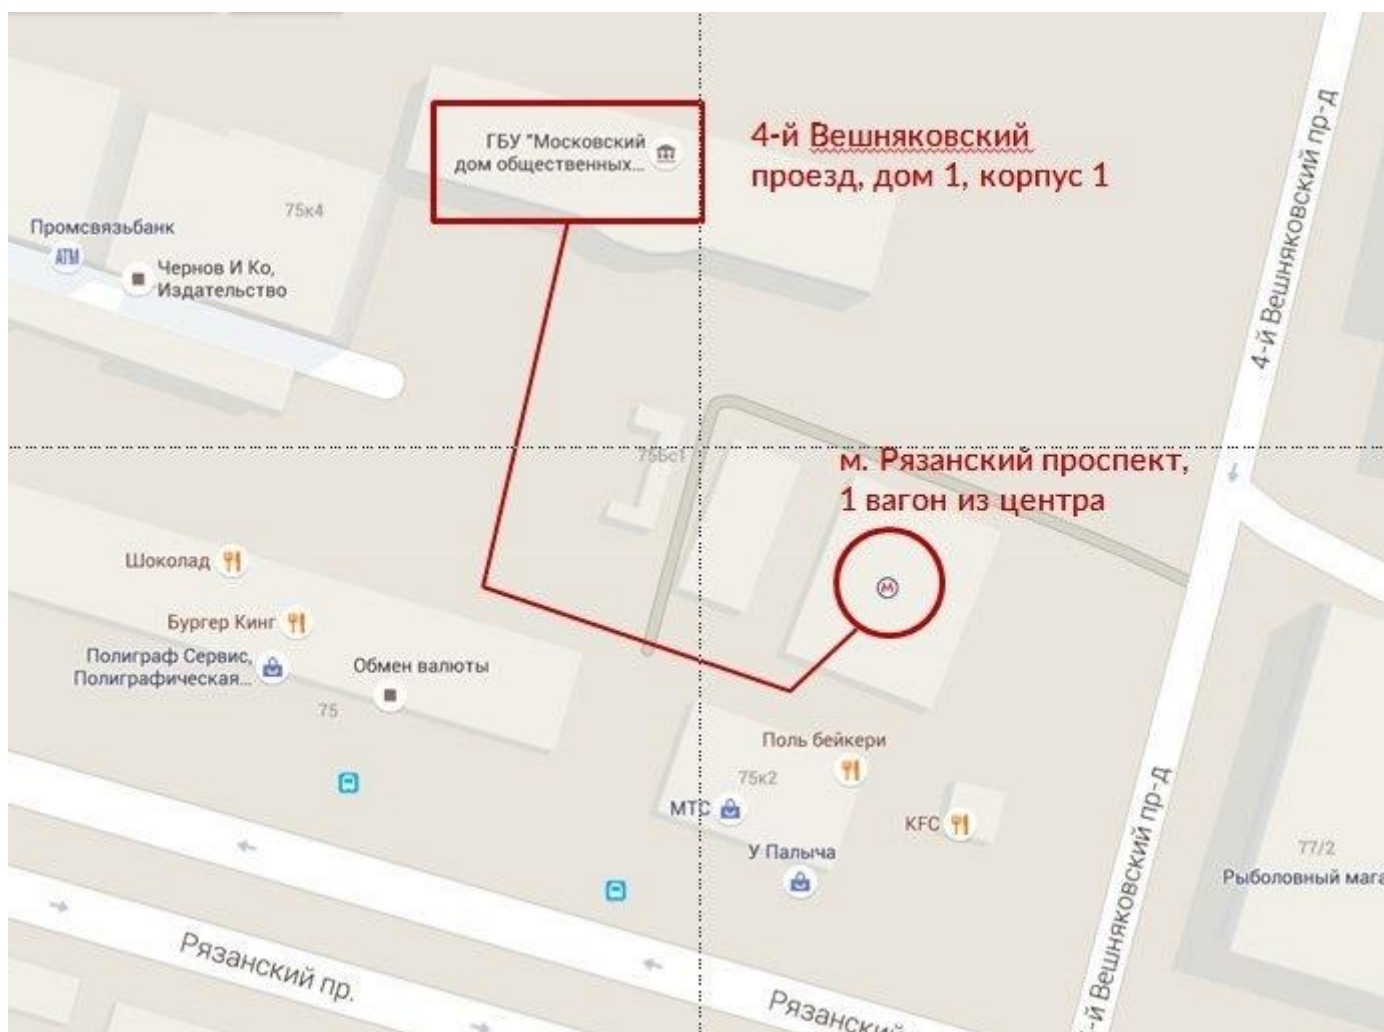 ГБУ "Московский
дом общественных...
4-й Вешняковский
проезд, дом 1, корпус 1
4-й Вешняковский пр-д
75к4
Промсвязьбанк
ATM
Чернов И Ко,
Издательство
75Бс1
м. Рязанский проспект,
1 вагон из центра
М
Шоколад
Бургер Кинг
Полиграф Сервис,
Полиграфическая...
Обмен валюты
75
Поль бейкери
75к2
МТС
KFC
У Палыча
4-й Вешняковский пр-д
77/2
Рыболовный мага
Рязанский пр.
Рязанский